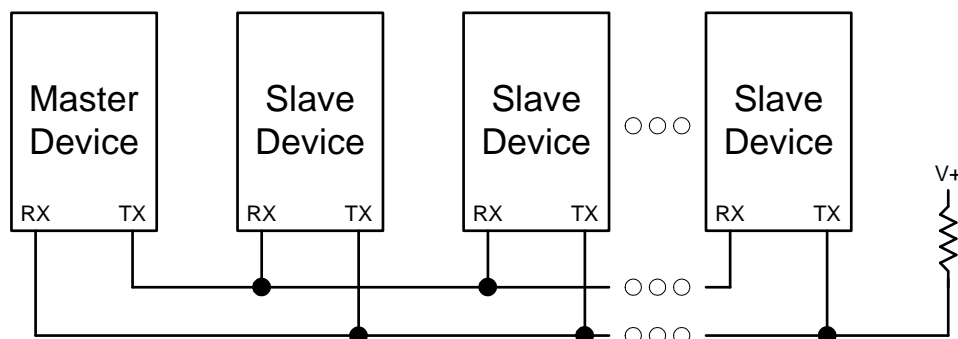 Master
Device
Slave
Device
Slave
Device
Slave
Device
V+
RX TX
RX TX
RX TX
RX TX